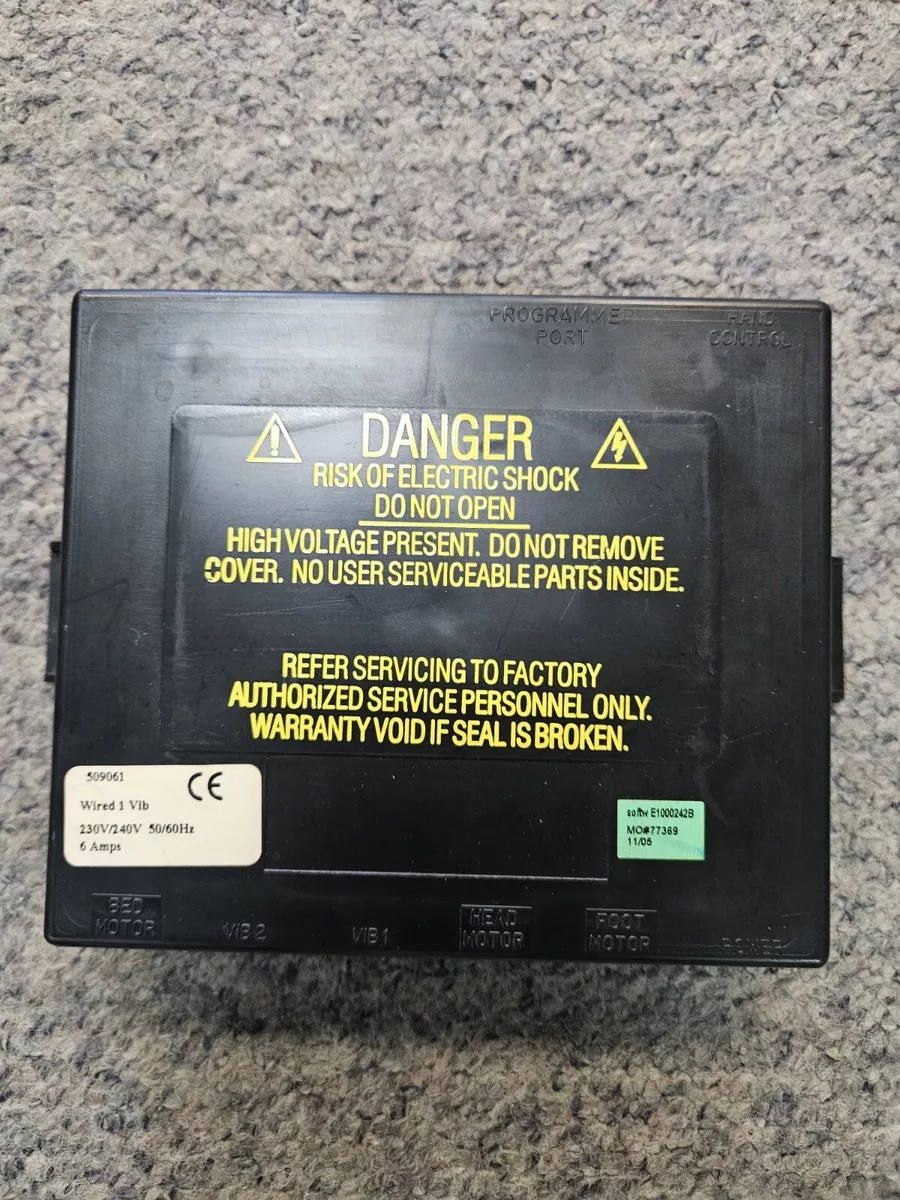 PROGRAMMER
PORT
HAND
CONTROL
DANGER
RISK OF ELECTRIC SHOCK
DO NOT OPEN
HIGH VOLTAGE PRESENT. DO NOT REMOVE
COVER. NO USER SERVICEABLE PARTS INSIDE.
REFER SERVICING TO FACTORY
AUTHORIZED SERVICE PERSONNEL ONLY.
WARRANTY VOID IF SEAL IS BROKEN.
509061 CE
Wired 1 Vib
230V/240V 50/60Hz
6 Amps
softw E1000242B
MO#77369
11/05
BED
MOTOR
VIB 2
VIB 1
HEAD
MOTOR
FOOT
MOTOR
POWER